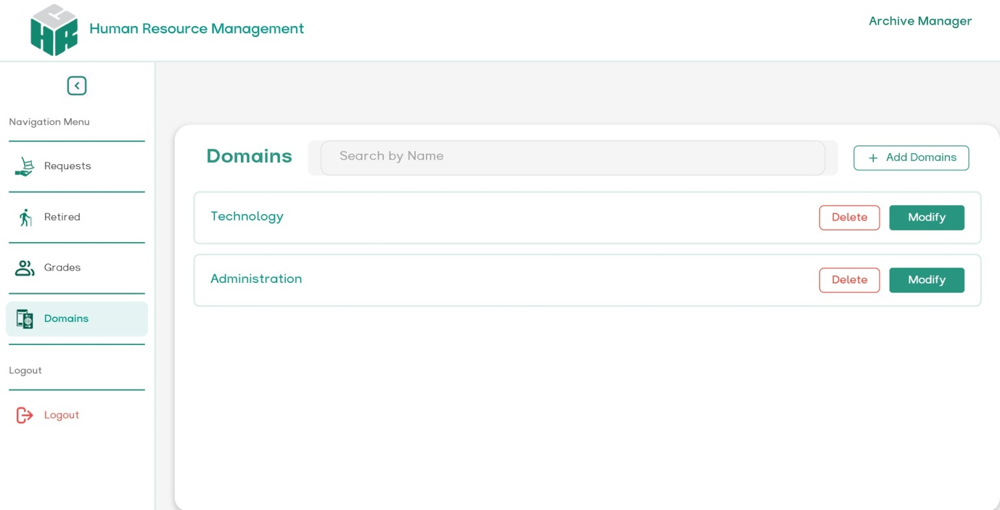 HR
Human Resource Management
Archive Manager
Navigation Menu
Requests
Retired
Grades
Domains
Logout
Logout
Domains
Search by Name
+ Add Domains
Technology
Delete
Modify
Administration
Delete
Modify